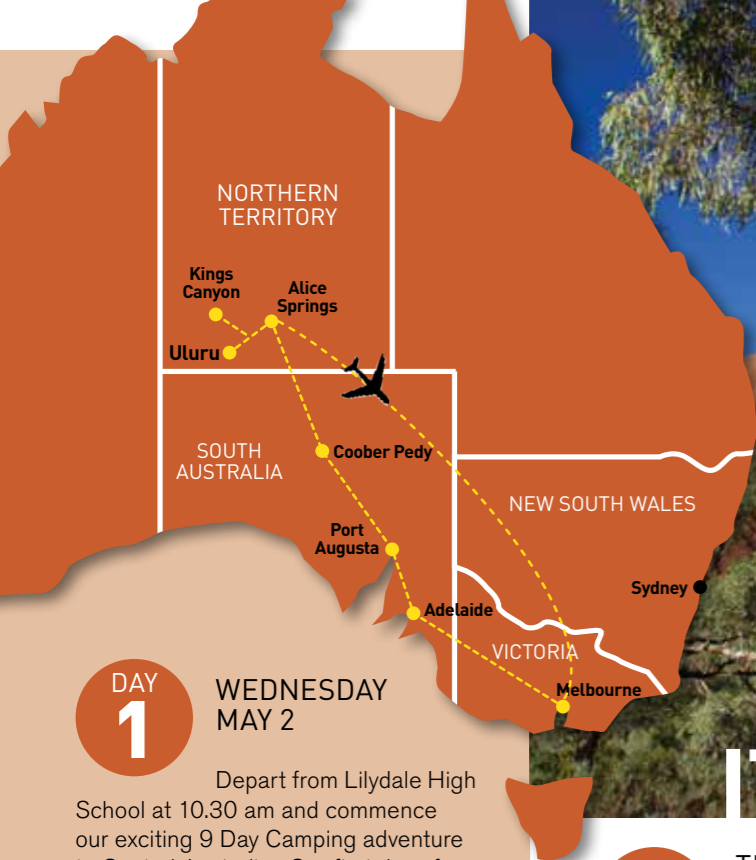 NORTHERN
TERRITORY
Kings
Canyon
Alice
Springs
Uluru
SOUTH
AUSTRALIA
Coober Pedy
NEW SOUTH WALES
Port
Augusta
Sydney
Adelaide
VICTORIA
Melbourne
DAY
1
WEDNESDAY
MAY 2
Depart from Lilydale High
School at 10.30 am and commence
our exciting 9 Day Camping adventure